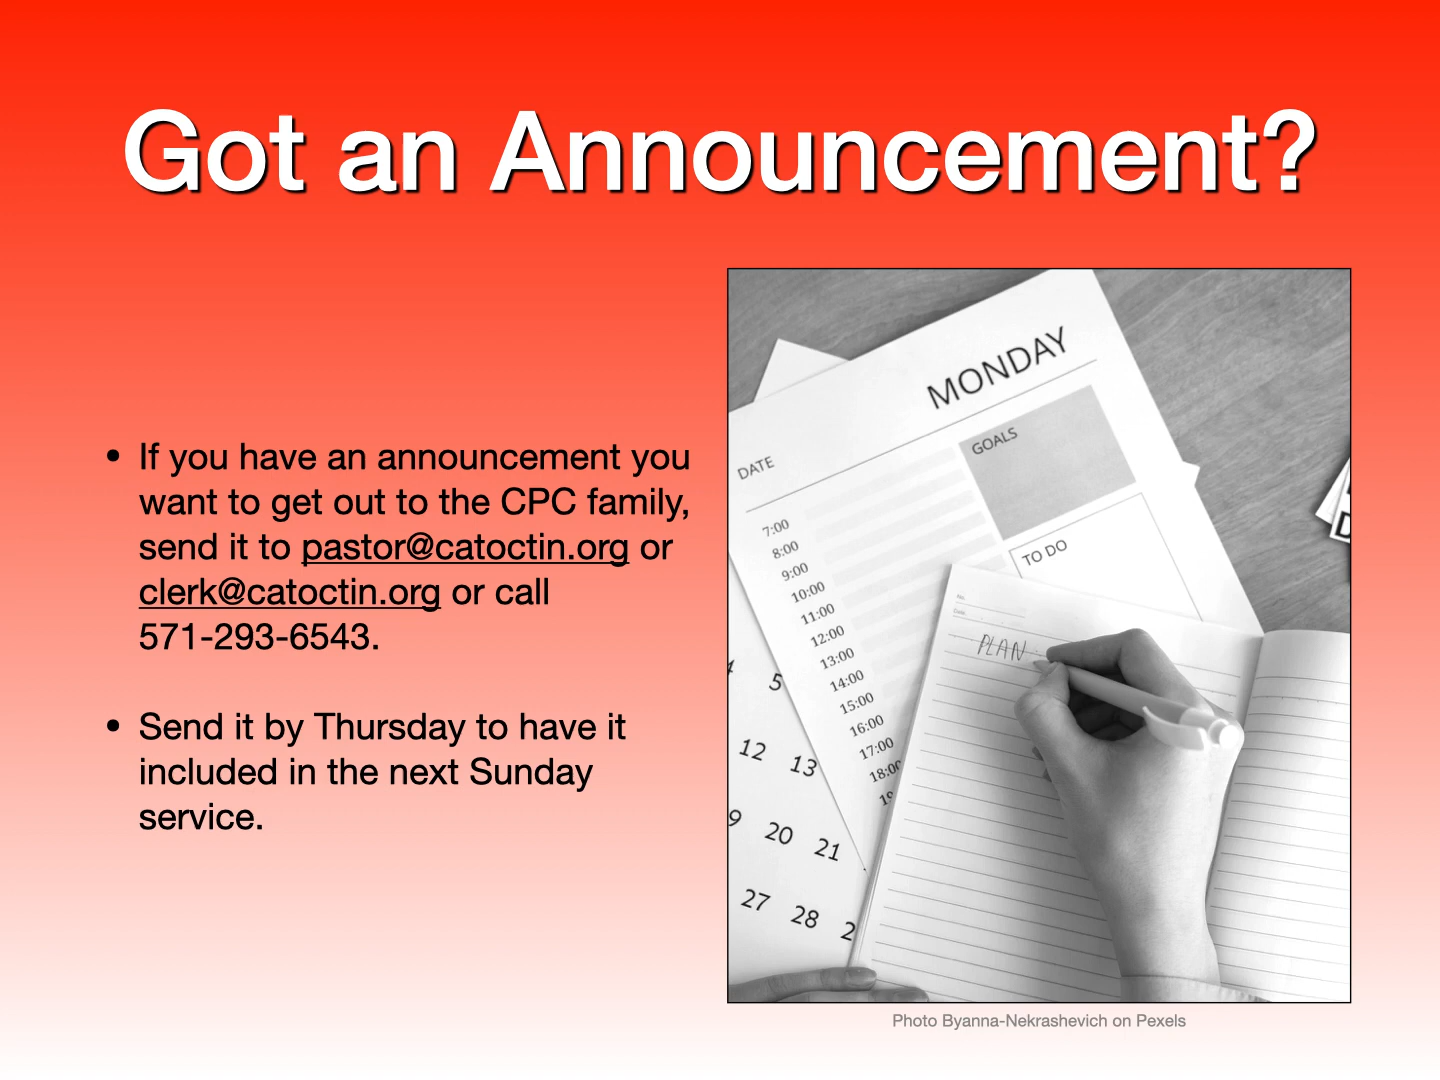 Got an Announcement?
• If you have an announcement you
want to get out to the CPC family,
send it to pastor@catoctin.org or
clerk@catoctin.org or call
571-293-6543.
• Send it by Thursday to have it
included in the next Sunday
service.
MONDAY
DATE
GOALS
7:00
8:00
9:00
10:00
11:00
12:00
13:00
14:00
15:00
16:00
17:00
18:00
TO DO
No.
Date.
PLAN
5
12 13
20 21
27 28 2
Photo Byanna-Nekrashevich on Pexels